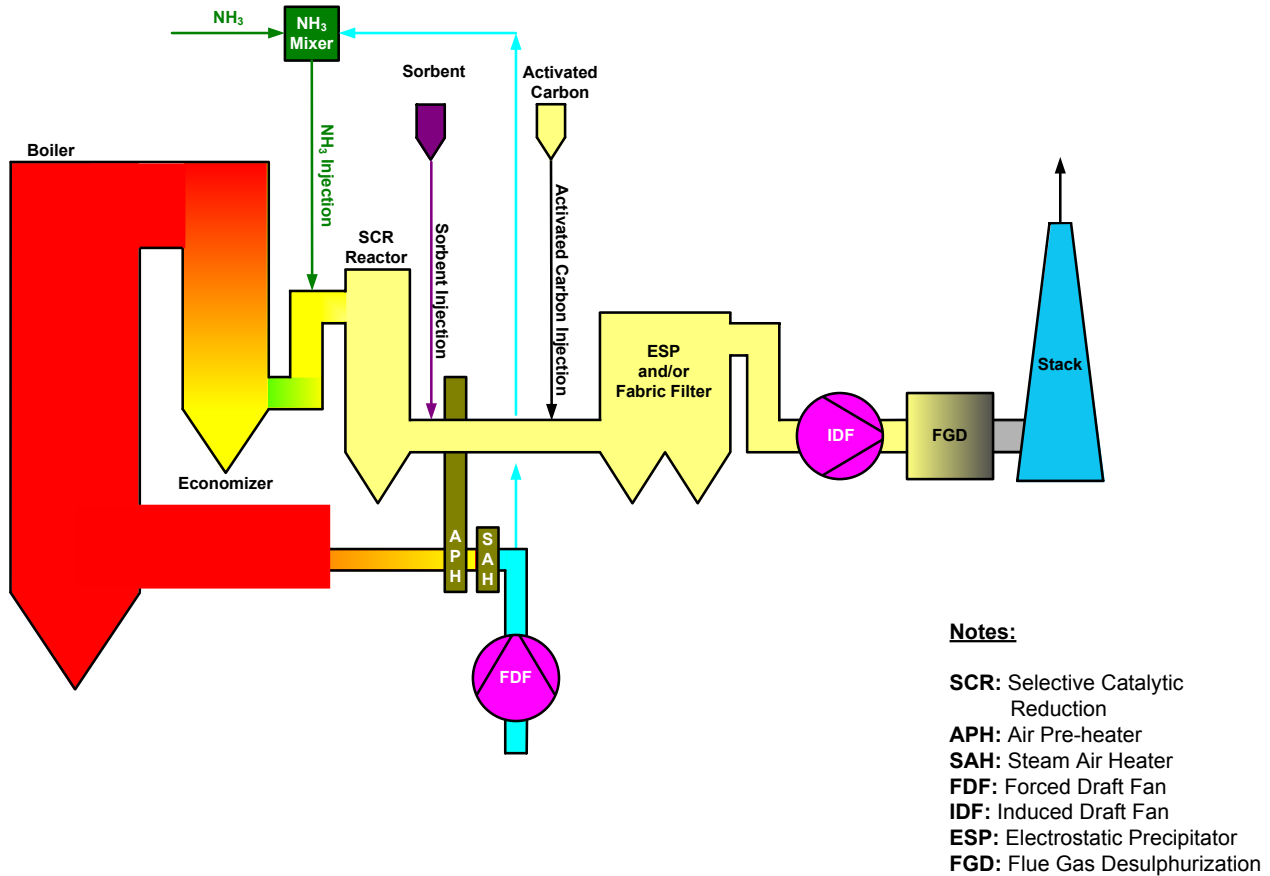 NH₃
NH₃
Mixer
NH₃ Injection
Sorbent
Activated
Carbon
Boiler
SCR
Reactor
Sorbent Injection
Activated Carbon Injection
ESP
and/or
Fabric Filter
Stack
IDF
FGD
Economizer
APH
SAH
FDF
Notes:
SCR: Selective Catalytic
Reduction
APH: Air Pre-heater
SAH: Steam Air Heater
FDF: Forced Draft Fan
IDF: Induced Draft Fan
ESP: Electrostatic Precipitator
FGD: Flue Gas Desulphurization